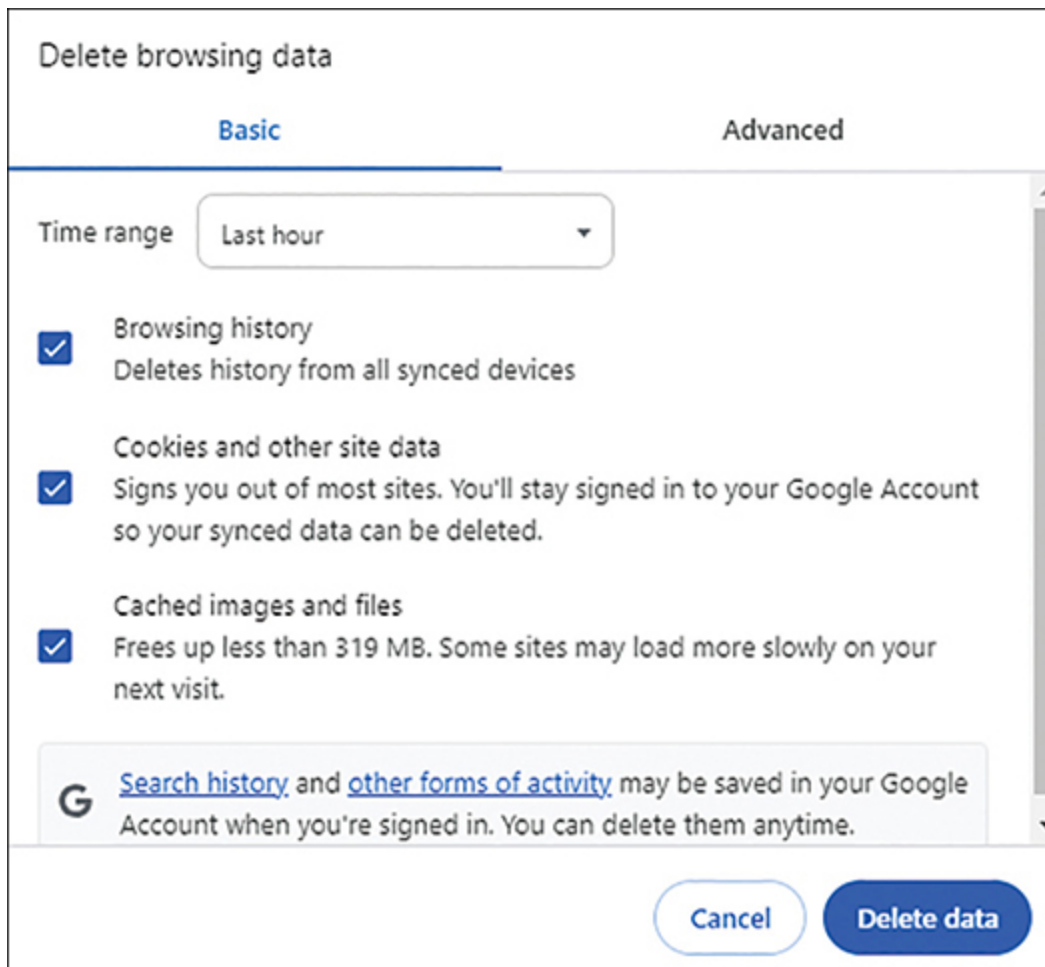 Delete browsing data
Basic
Advanced
Time range
Last hour
Browsing history
Deletes history from all synced devices
Cookies and other site data
Signs you out of most sites. You'll stay signed in to your Google Account
so your synced data can be deleted.
Cached images and files
Frees up less than 319 MB. Some sites may load more slowly on your
next visit.
G
Search history and other forms of activity may be saved in your Google
Account when you're signed in. You can delete them anytime.
Cancel
Delete data